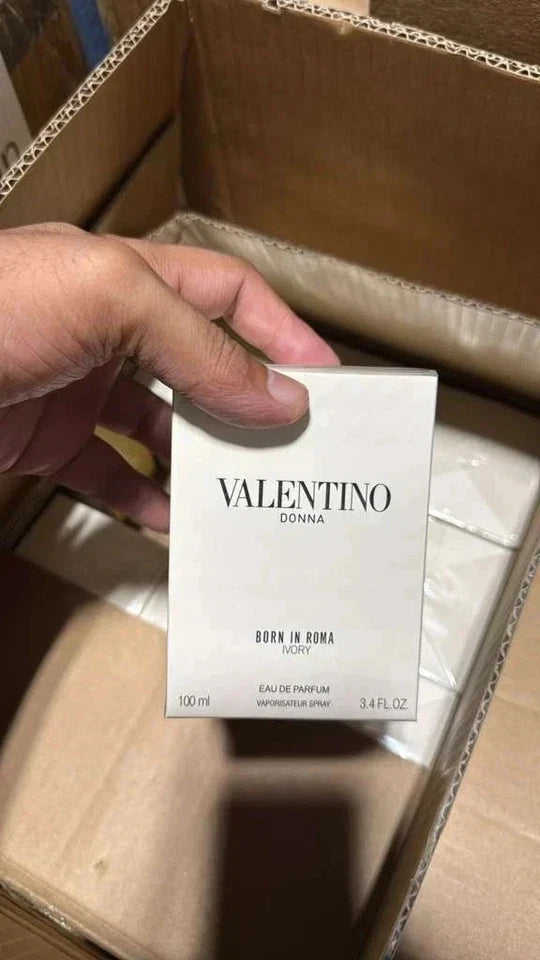 VALENTINO
DONNA
BORN IN ROMA
IVORY
EAU DE PARFUM
100 ml VAPORISATEUR SPRAY 3.4 FL.OZ.